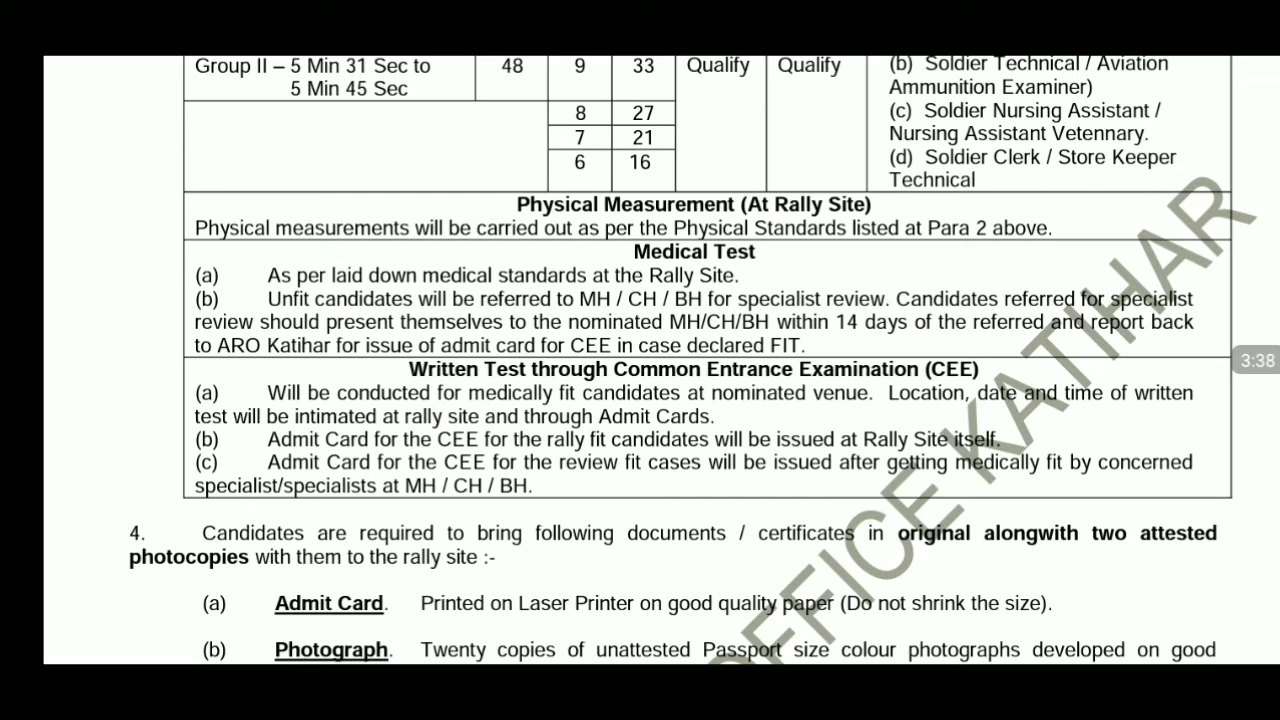 Group II – 5 Min 31 Sec to 48 9 33 Qualify Qualify (b) Soldier Technical / Aviation
5 Min 45 Sec Ammunition Examiner)
8 27 (c) Soldier Nursing Assistant /
7 21 Nursing Assistant Vetennary.
6 16 (d) Soldier Clerk / Store Keeper
Technical
Physical Measurement (At Rally Site)
Physical measurements will be carried out as per the Physical Standards listed at Para 2 above.
Medical Test
(a) As per laid down medical standards at the Rally Site.
(b) Unfit candidates will be referred to MH / CH / BH for specialist review. Candidates referred for specialist
review should present themselves to the nominated MH/CH/BH within 14 days of the referred and report back
to ARO Katihar for issue of admit card for CEE in case declared FIT.
Written Test through Common Entrance Examination (CEE)
(a) Will be conducted for medically fit candidates at nominated venue. Location, date and time of written
test will be intimated at rally site and through Admit Cards.
(b) Admit Card for the CEE for the rally fit candidates will be issued at Rally Site itself.
(c) Admit Card for the CEE for the review fit cases will be issued after getting medically fit by concerned
specialist/specialists at MH / CH / BH.
4. Candidates are required to bring following documents / certificates in original alongwith two attested
photocopies with them to the rally site :-
(a) Admit Card. Printed on Laser Printer on good quality paper (Do not shrink the size).
(b) Photograph. Twenty copies of unattested Passport size colour photographs developed on good
OFFICE KATIHAR
3:38